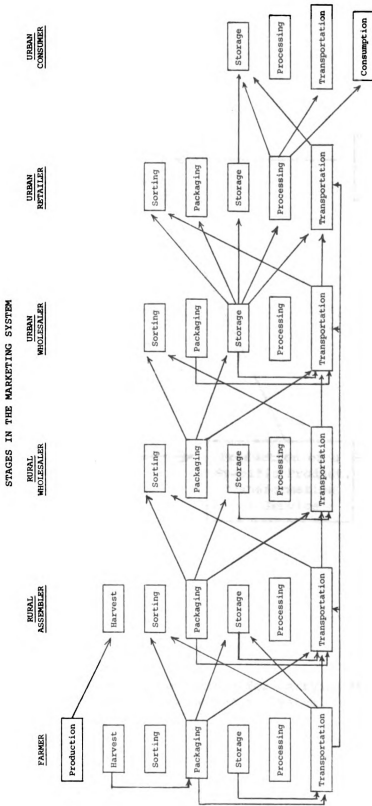 STAGES IN THE MARKETING SYSTEM
FARMER
RURAL
ASSEMBLER
RURAL
WHOLESALER
URBAN
WHOLESALER
URBAN
RETAILER
URBAN
CONSUMER
Production
Harvest
Sorting
Packaging
Storage
Processing
Transportation
Harvest
Sorting
Packaging
Storage
Processing
Transportation
Sorting
Packaging
Storage
Processing
Transportation
Sorting
Packaging
Storage
Processing
Transportation
Sorting
Packaging
Storage
Processing
Transportation
Storage
Processing
Transportation
Consumption